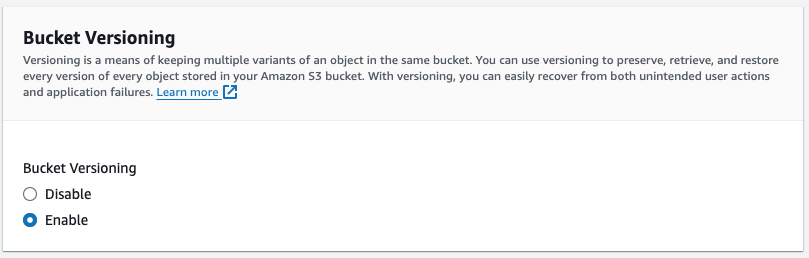 Bucket Versioning
Versioning is a means of keeping multiple variants of an object in the same bucket. You can use versioning to preserve, retrieve, and restore
every version of every object stored in your Amazon S3 bucket. With versioning, you can easily recover from both unintended user actions
and application failures. Learn more
Bucket Versioning
Disable
Enable